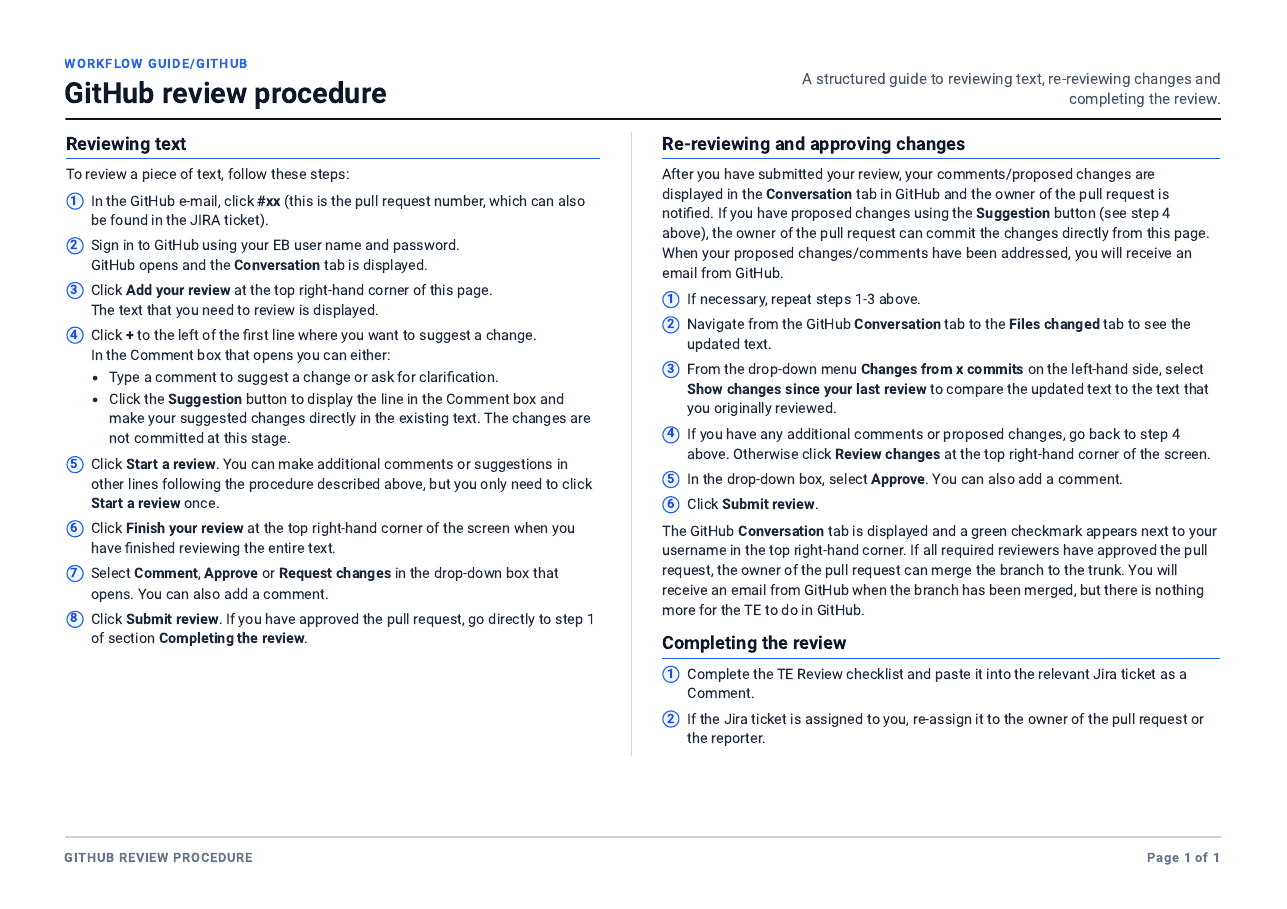 WORKFLOW GUIDE/GITHUB
GitHub review procedure
A structured guide to reviewing text, re-reviewing changes and
completing the review.
Reviewing text
To review a piece of text, follow these steps:
1 In the GitHub e-mail, click #xx (this is the pull request number, which can also
be found in the JIRA ticket).
2 Sign in to GitHub using your EB user name and password.
GitHub opens and the Conversation tab is displayed.
3 Click Add your review at the top right-hand corner of this page.
The text that you need to review is displayed.
4 Click + to the left of the first line where you want to suggest a change.
In the Comment box that opens you can either:
• Type a comment to suggest a change or ask for clarification.
• Click the Suggestion button to display the line in the Comment box and
make your suggested changes directly in the existing text. The changes are
not committed at this stage.
5 Click Start a review. You can make additional comments or suggestions in
other lines following the procedure described above, but you only need to click
Start a review once.
6 Click Finish your review at the top right-hand corner of the screen when you
have finished reviewing the entire text.
7 Select Comment, Approve or Request changes in the drop-down box that
opens. You can also add a comment.
8 Click Submit review. If you have approved the pull request, go directly to step 1
of section Completing the review.
Re-reviewing and approving changes
After you have submitted your review, your comments/proposed changes are
displayed in the Conversation tab in GitHub and the owner of the pull request is
notified. If you have proposed changes using the Suggestion button (see step 4
above), the owner of the pull request can commit the changes directly from this page.
When your proposed changes/comments have been addressed, you will receive an
email from GitHub.
1 If necessary, repeat steps 1-3 above.
2 Navigate from the GitHub Conversation tab to the Files changed tab to see the
updated text.
3 From the drop-down menu Changes from x commits on the left-hand side, select
Show changes since your last review to compare the updated text to the text that
you originally reviewed.
4 If you have any additional comments or proposed changes, go back to step 4
above. Otherwise click Review changes at the top right-hand corner of the screen.
5 In the drop-down box, select Approve. You can also add a comment.
6 Click Submit review.
The GitHub Conversation tab is displayed and a green checkmark appears next to your
username in the top right-hand corner. If all required reviewers have approved the pull
request, the owner of the pull request can merge the branch to the trunk. You will
receive an email from GitHub when the branch has been merged, but there is nothing
more for the TE to do in GitHub.
Completing the review
1 Complete the TE Review checklist and paste it into the relevant Jira ticket as a
Comment.
2 If the Jira ticket is assigned to you, re-assign it to the owner of the pull request or
the reporter.
GITHUB REVIEW PROCEDURE
Page 1 of 1